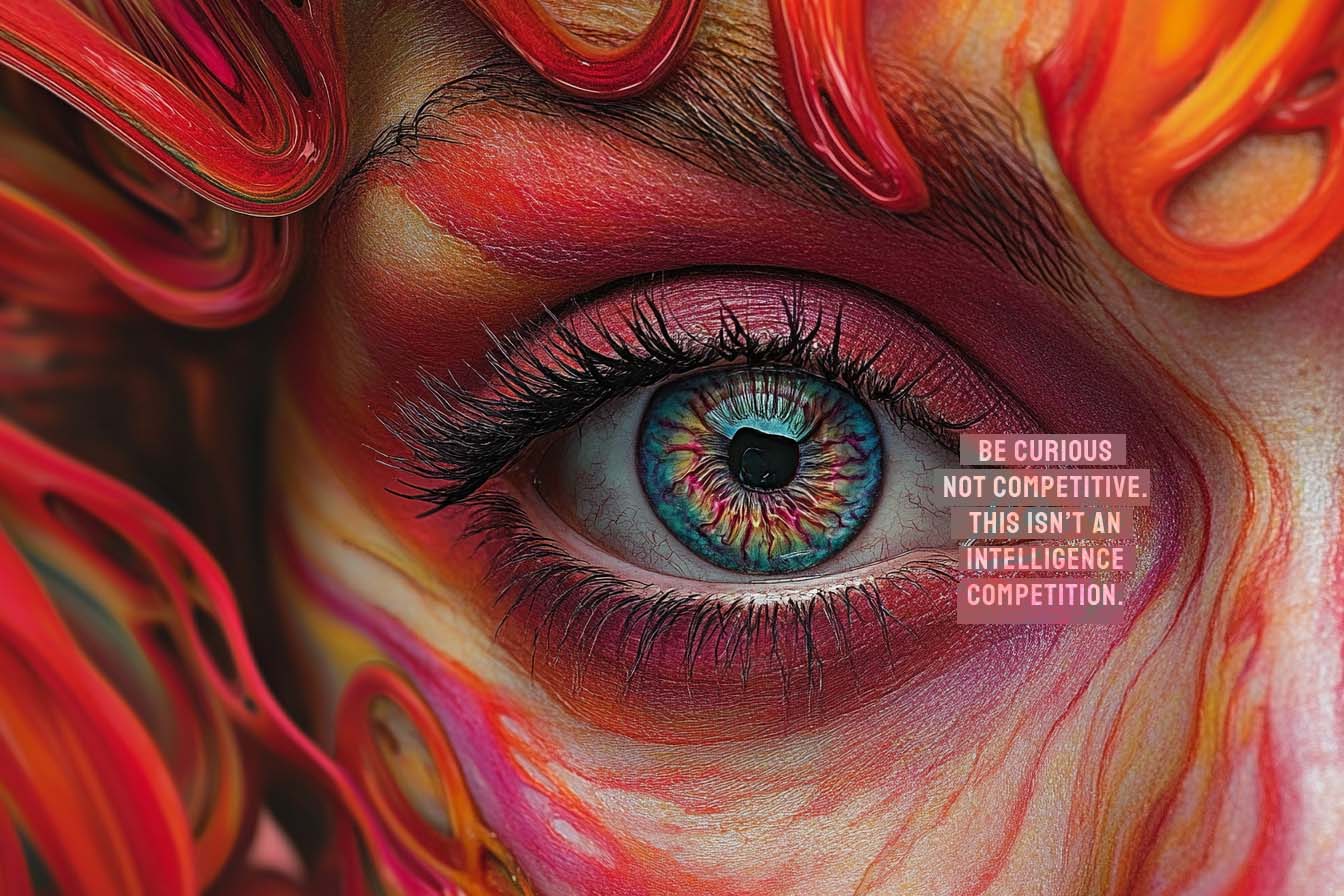 BE CURIOUS
NOT COMPETITIVE.
THIS ISN’T AN
INTELLIGENCE
COMPETITION.